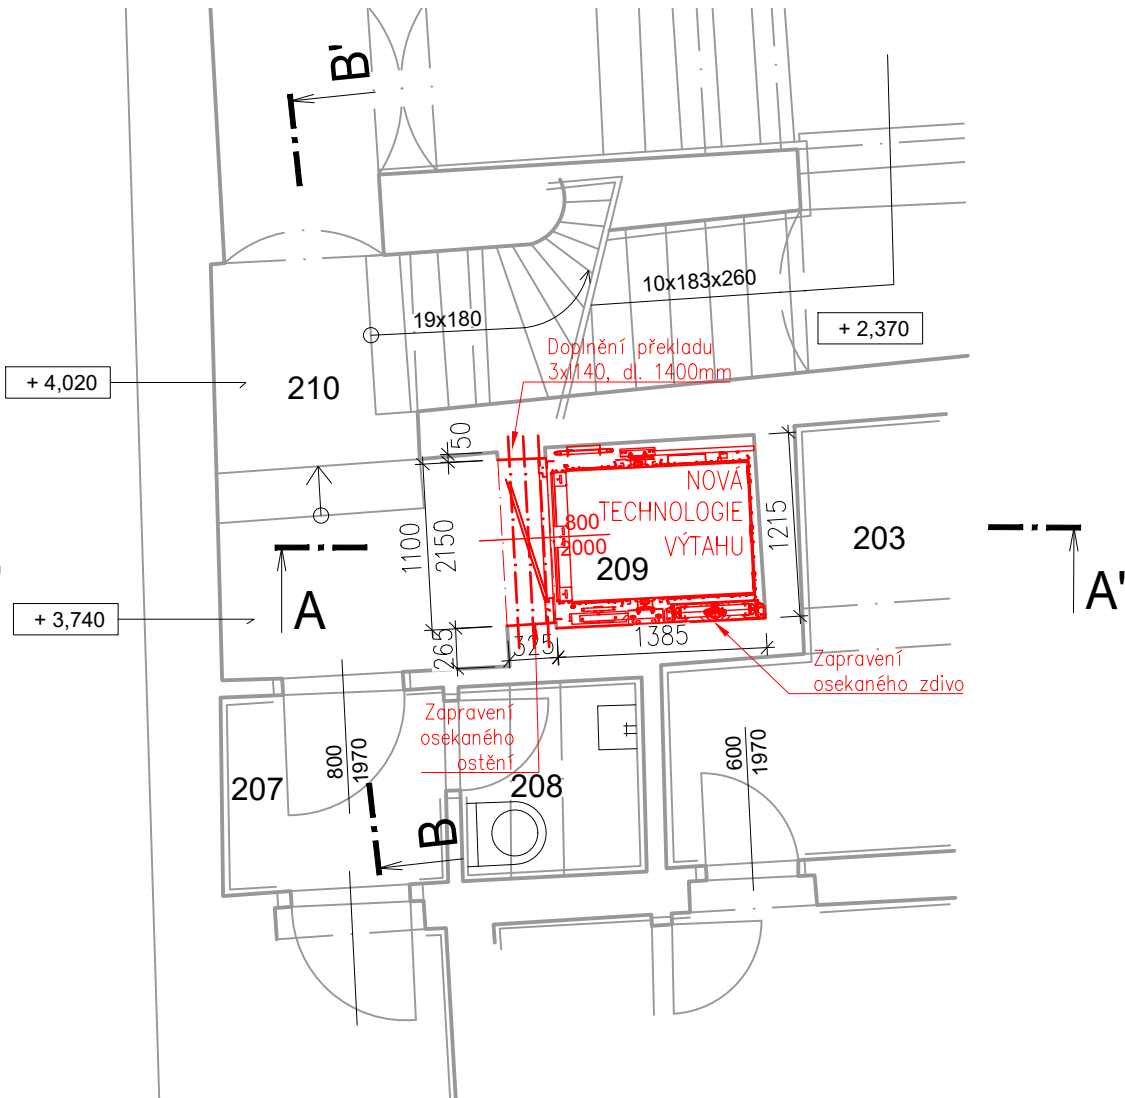 B'
10x183x260
19x180
+ 2,370
Doplnění překladu
3xI140, dl. 1400mm
+ 4,020
210
50
NOVÁ
TECHNOLOGIE
VÝTAHU
800
2000
209
1100
2150
1215
203
A
A'
+ 3,740
265
325
1385
Zapravení
osekaného zdivo
Zapravení
osekaného
ostění
800
1970
600
1970
207
208
B